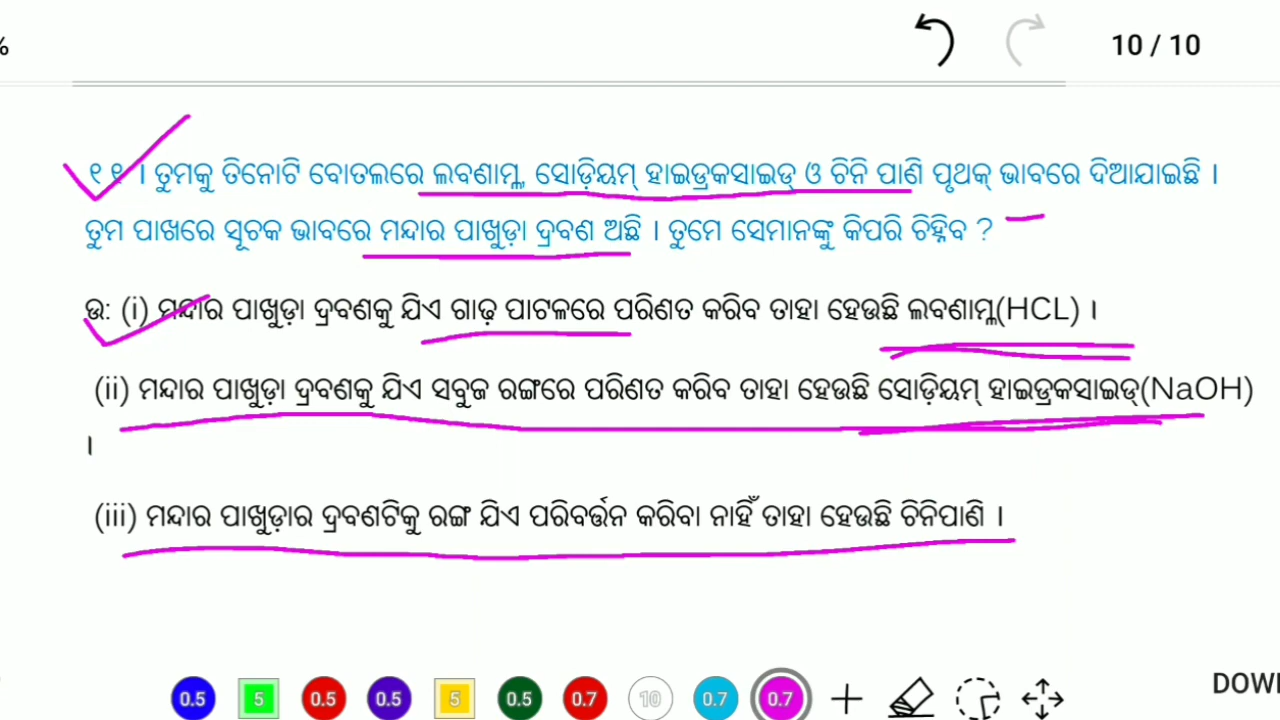 %
10 / 10
୧୧ । ତୁମକୁ ତିନୋଟି ବୋତଲରେ ଲବଣାମ୍ଳ, ସୋଡ଼ିୟମ୍ ହାଇଡ୍ରକସାଇଡ୍ ଓ ଚିନି ପାଣି ପୃଥକ୍ ଭାବରେ ଦିଆଯାଇଛି ।
ତୁମ ପାଖରେ ସୂଚକ ଭାବରେ ମନ୍ଦାର ପାଖୁଡ଼ା ଦ୍ରବଣ ଅଛି । ତୁମେ ସେମାନଙ୍କୁ କିପରି ଚିହ୍ନିବ ?
ଉ: (i) ମନ୍ଦାର ପାଖୁଡ଼ା ଦ୍ରବଣକୁ ଯିଏ ଗାଢ଼ ପାଟଳରେ ପରିଣତ କରିବ ତାହା ହେଉଛି ଲବଣାମ୍ଳ(HCL) ।
(ii) ମନ୍ଦାର ପାଖୁଡ଼ା ଦ୍ରବଣକୁ ଯିଏ ସବୁଜ ରଙ୍ଗରେ ପରିଣତ କରିବ ତାହା ହେଉଛି ସୋଡ଼ିୟମ୍ ହାଇଡ୍ରକସାଇଡ୍(NaOH)
।
(iii) ମନ୍ଦାର ପାଖୁଡ଼ାର ଦ୍ରବଣଟିକୁ ରଙ୍ଗ ଯିଏ ପରିବର୍ତ୍ତନ କରିବା ନାହିଁ ତାହା ହେଉଛି ଚିନିପାଣି ।
0.5 5 0.5 0.5 5 0.5 0.7 10 0.7 0.7
DOW